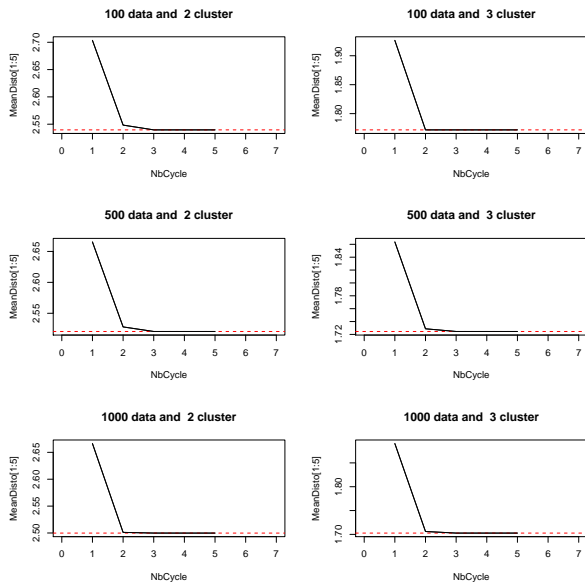 100 data and 2 cluster
MeanDisto[1:5]
2.55 2.60 2.65 2.70
0 1 2 3 4 5 6 7
NbCycle
100 data and 3 cluster
MeanDisto[1:5]
1.80 1.85 1.90
0 1 2 3 4 5 6 7
NbCycle
500 data and 2 cluster
MeanDisto[1:5]
2.55 2.60 2.65
0 1 2 3 4 5 6 7
NbCycle
500 data and 3 cluster
MeanDisto[1:5]
1.72 1.78 1.84
0 1 2 3 4 5 6 7
NbCycle
1000 data and 2 cluster
MeanDisto[1:5]
2.50 2.55 2.60 2.65
0 1 2 3 4 5 6 7
NbCycle
1000 data and 3 cluster
MeanDisto[1:5]
1.70 1.80
0 1 2 3 4 5 6 7
NbCycle